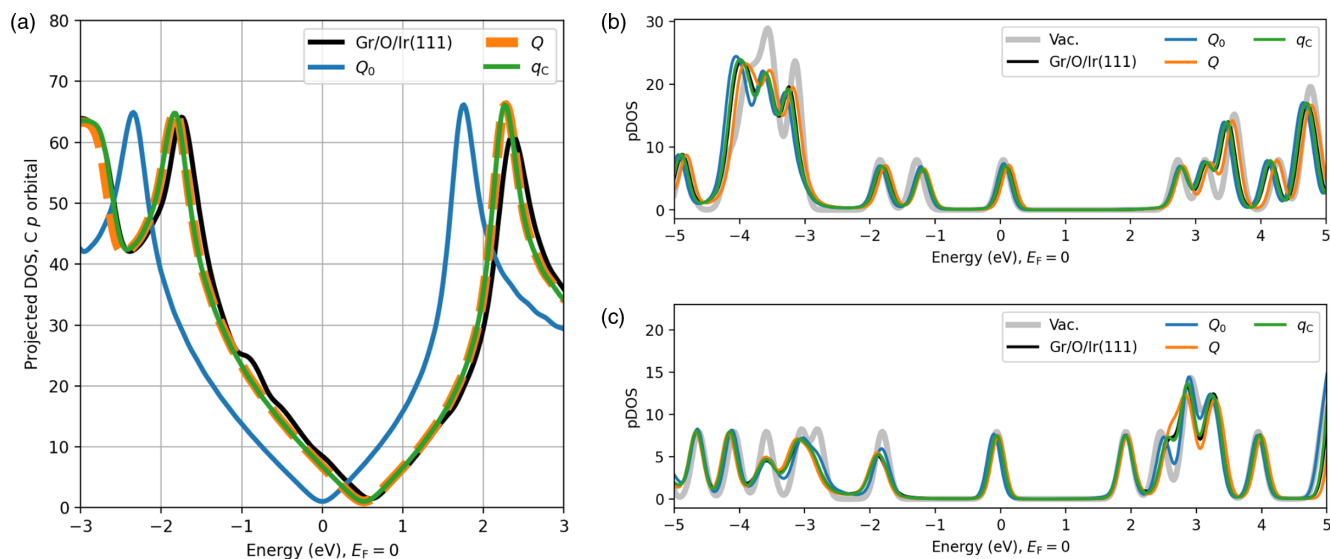 (a)
Projected DOS, C p orbital
80
70
60
50
40
30
20
10
0
Gr/O/Ir(111)
Q₀
Q
q_C
−3 −2 −1 0 1 2 3
Energy (eV), E_F = 0
(b)
pDOS
30
20
10
0
Vac.
Gr/O/Ir(111)
Q₀
Q
q_C
−5 −4 −3 −2 −1 0 1 2 3 4 5
Energy (eV), E_F = 0
(c)
pDOS
20
15
10
5
0
Vac.
Gr/O/Ir(111)
Q₀
Q
q_C
−5 −4 −3 −2 −1 0 1 2 3 4 5
Energy (eV), E_F = 0